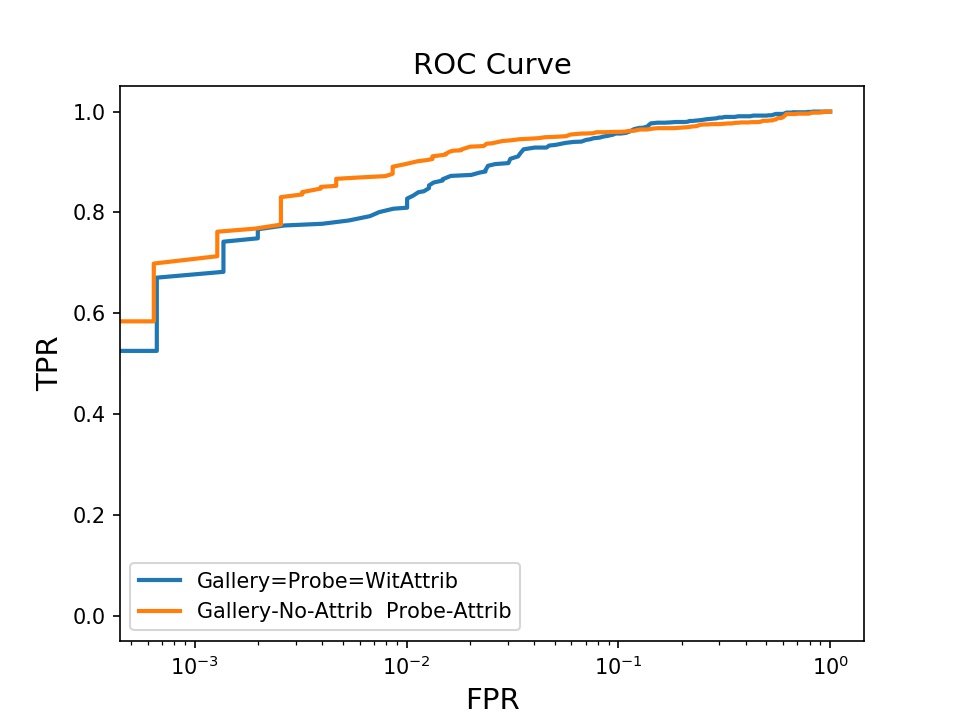 ROC Curve
1.0
0.8
0.6
0.4
0.2
0.0
TPR
Gallery=Probe=WitAttrib
Gallery-No-Attrib  Probe-Attrib
10⁻³ 10⁻² 10⁻¹ 10⁰
FPR